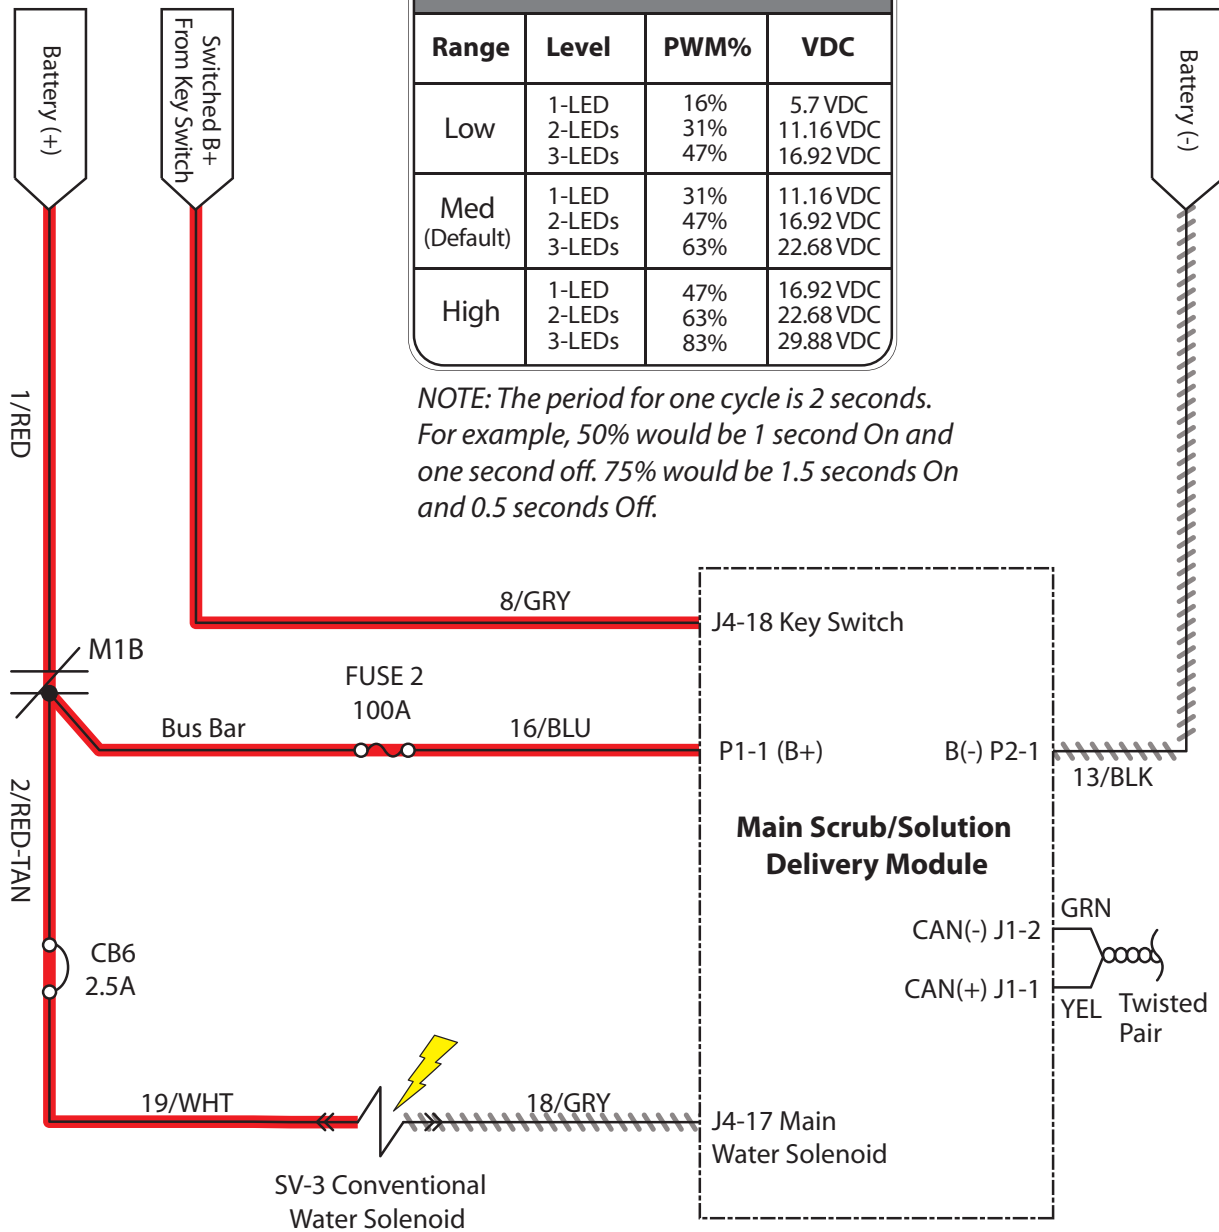 Battery (+)
Switched B+
From Key Switch
Range Level PWM% VDC
Low
1-LED 16% 5.7 VDC
2-LEDs 31% 11.16 VDC
3-LEDs 47% 16.92 VDC
Med
(Default)
1-LED 31% 11.16 VDC
2-LEDs 47% 16.92 VDC
3-LEDs 63% 22.68 VDC
High
1-LED 47% 16.92 VDC
2-LEDs 63% 22.68 VDC
3-LEDs 83% 29.88 VDC
Battery (-)
NOTE: The period for one cycle is 2 seconds.
For example, 50% would be 1 second On and
one second off. 75% would be 1.5 seconds On
and 0.5 seconds Off.
1/RED
8/GRY
J4-18 Key Switch
M1B
FUSE 2
100A
Bus Bar
16/BLU
P1-1 (B+)
B(-) P2-1
13/BLK
2/RED-TAN
Main Scrub/Solution
Delivery Module
CB6
2.5A
CAN(-) J1-2
GRN
CAN(+) J1-1
YEL
Twisted
Pair
19/WHT
18/GRY
J4-17 Main
Water Solenoid
SV-3 Conventional
Water Solenoid